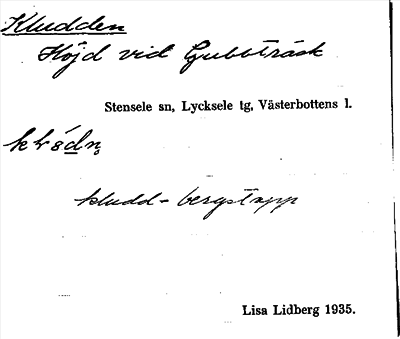 Kludden
Höjd vid Gubbträsk
Stensele sn, Lycksele tg, Västerbottens l.
kludd - bergstapp
Lisa Lidberg 1935.